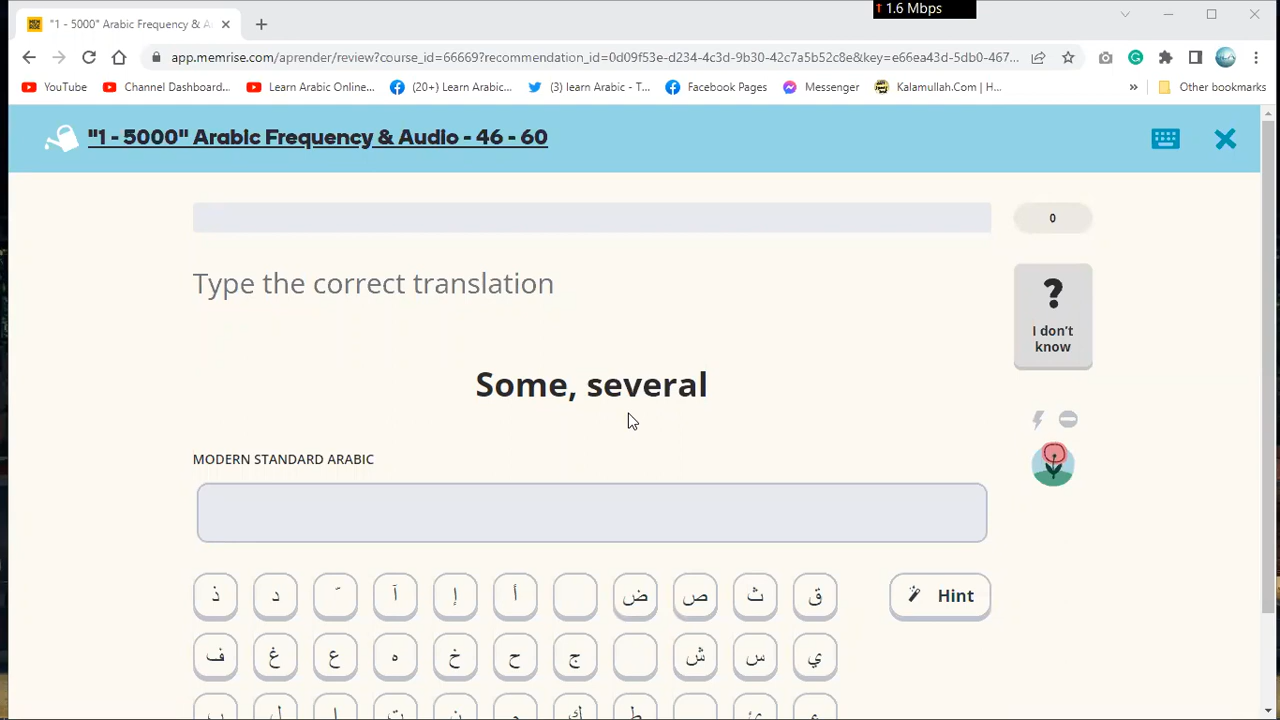 ↑ 1.6 Mbps
"1 - 5000" Arabic Frequency & A
app.memrise.com/aprender/review?course_id=66669?recommendation_id=0d09f53e-d234-4c3d-9b30-42c7a5b52c8e&key=e66ea43d-5db0-467...
YouTube Channel Dashboard... Learn Arabic Online... (20+) Learn Arabic... (3) learn Arabic - T... Facebook Pages Messenger Kalamullah.Com | H... » Other bookmarks
"1 - 5000" Arabic Frequency & Audio - 46 - 60
0
Type the correct translation
?
I don't
know
Some, several
MODERN STANDARD ARABIC
ذ د َ آ إ أ ض ص ث ق
Hint
ف غ ع ه خ ح ج ش س ي